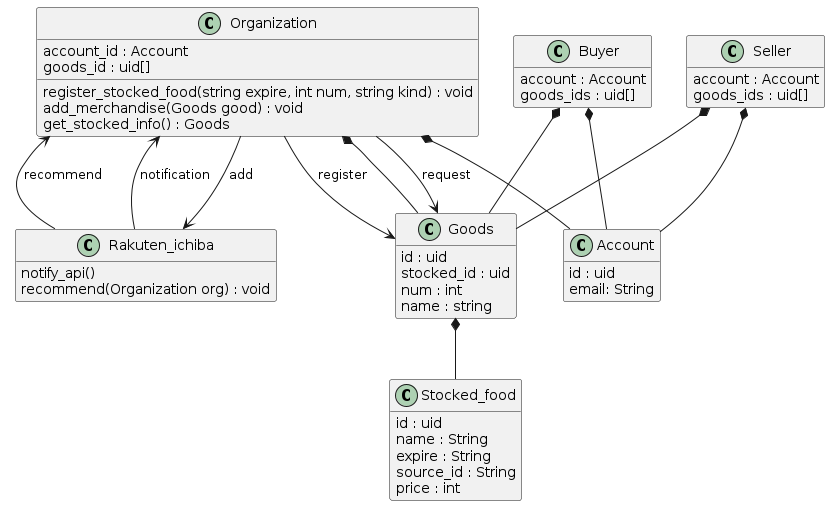 C Organization
account_id : Account
goods_id : uid[]
register_stocked_food(string expire, int num, string kind) : void
add_merchandise(Goods good) : void
get_stocked_info() : Goods
C Buyer
account : Account
goods_ids : uid[]
C Seller
account : Account
goods_ids : uid[]
recommend
notification
add
register
request
C Rakuten_ichiba
notify_api()
recommend(Organization org) : void
C Goods
id : uid
stocked_id : uid
num : int
name : string
C Account
id : uid
email: String
C Stocked_food
id : uid
name : String
expire : String
source_id : String
price : int